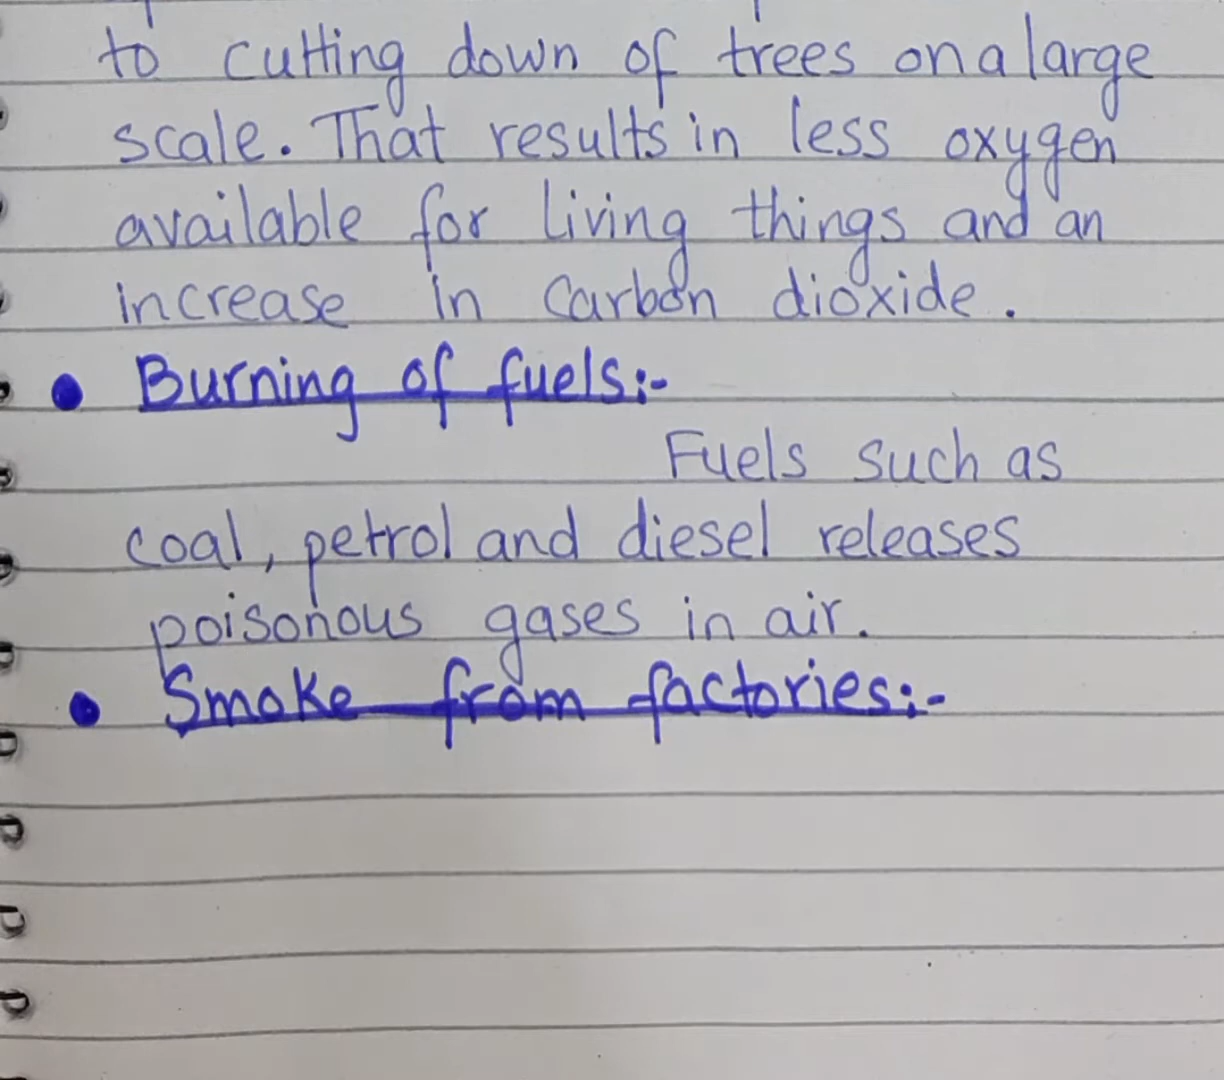 to cutting down of trees on a large
scale. That results in less oxygen
available for living things and an
increase in Carbon dioxide.
• Burning of fuels:-
Fuels such as
coal, petrol and diesel releases
poisonous gases in air.
• Smoke from factories:-